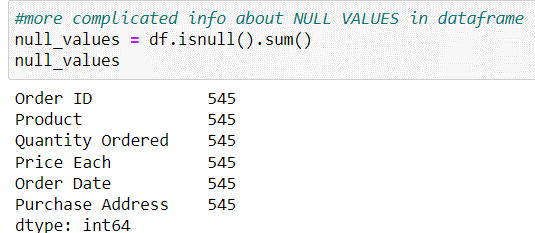 #more complicated info about NULL VALUES in dataframe
null_values = df.isnull().sum()
null_values
Order ID 545
Product 545
Quantity Ordered 545
Price Each 545
Order Date 545
Purchase Address 545
dtype: int64